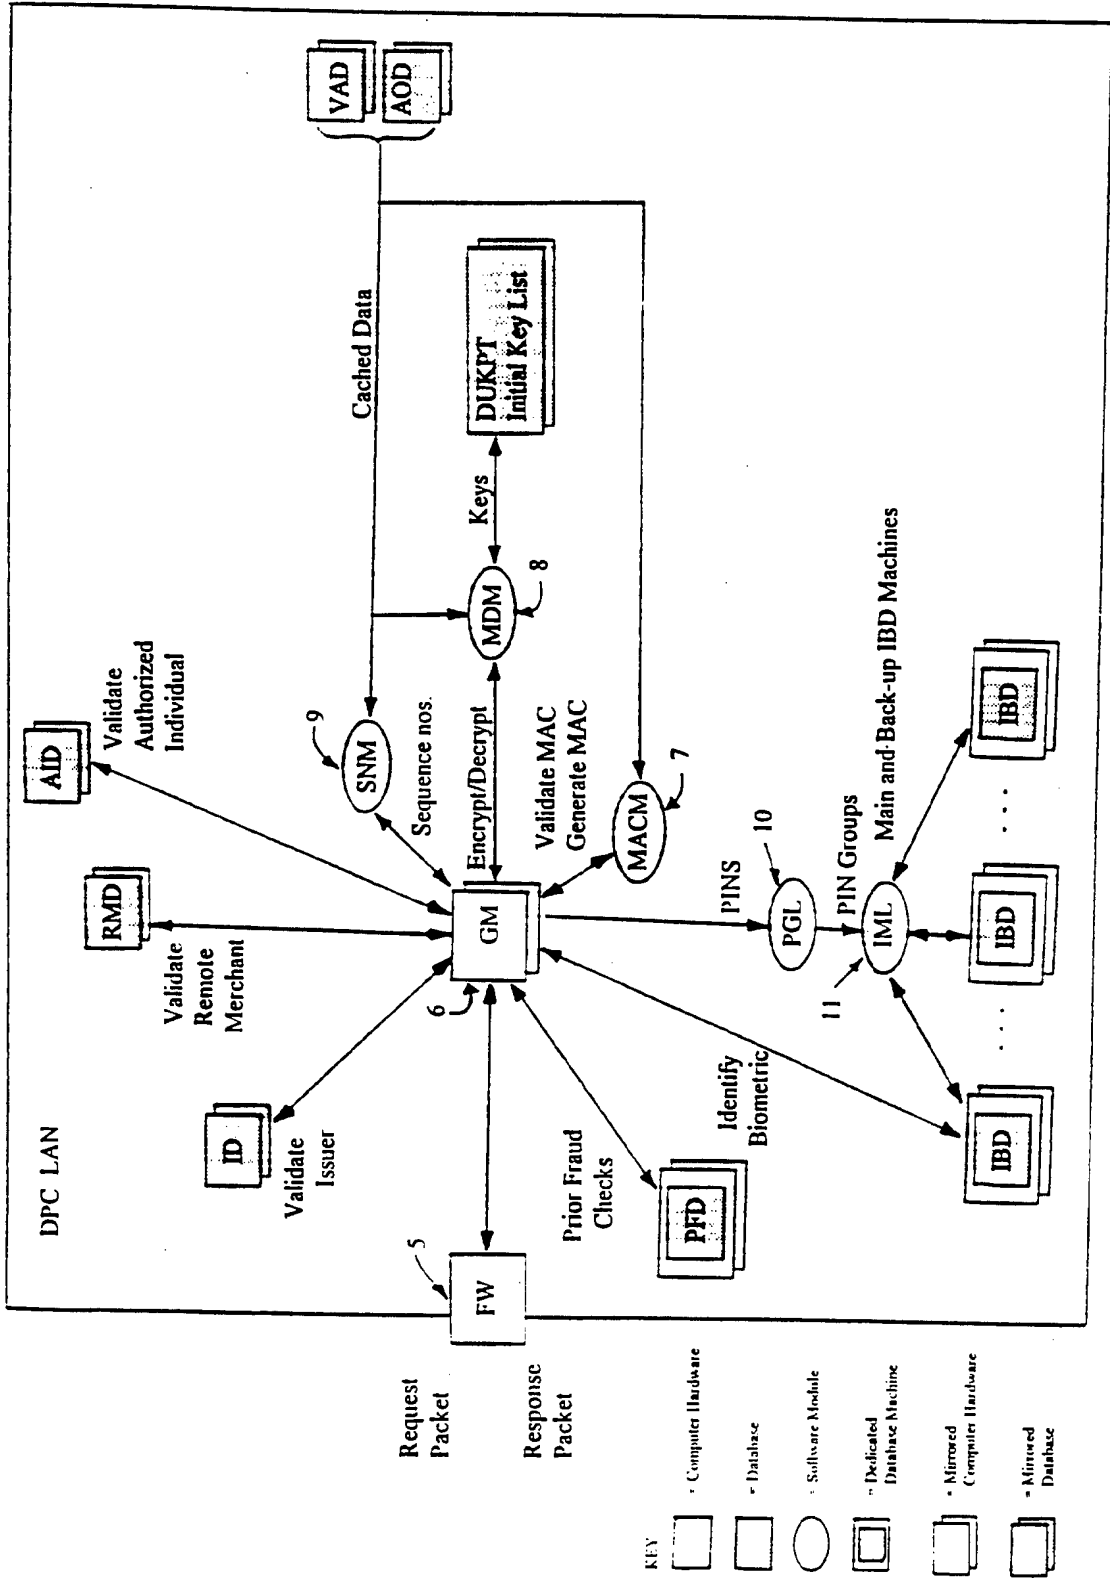 DPC LAN
Request
Packet
Response
Packet
FW
5
ID
Validate
Issuer
RMD
Validate
Remote
Merchant
AID
Validate
Authorized
Individual
GM
6
SNM
9
Sequence nos.
Encrypt/Decrypt
MDM
8
Keys
DUKPT
Initial Key List
Cached Data
VAD
AOD
Validate MAC
Generate MAC
MACM
7
Prior Fraud
Checks
PFD
Identify
Biometric
PINS
PGL
10
PIN Groups
IML
11
Main and Back-up IBD Machines
IBD
. . .
IBD
. . . .
IBD
KEY
= Computer Hardware
= Database
= Software Module
= Dedicated
Database Machine
= Mirrored
Computer Hardware
= Mirrored
Database